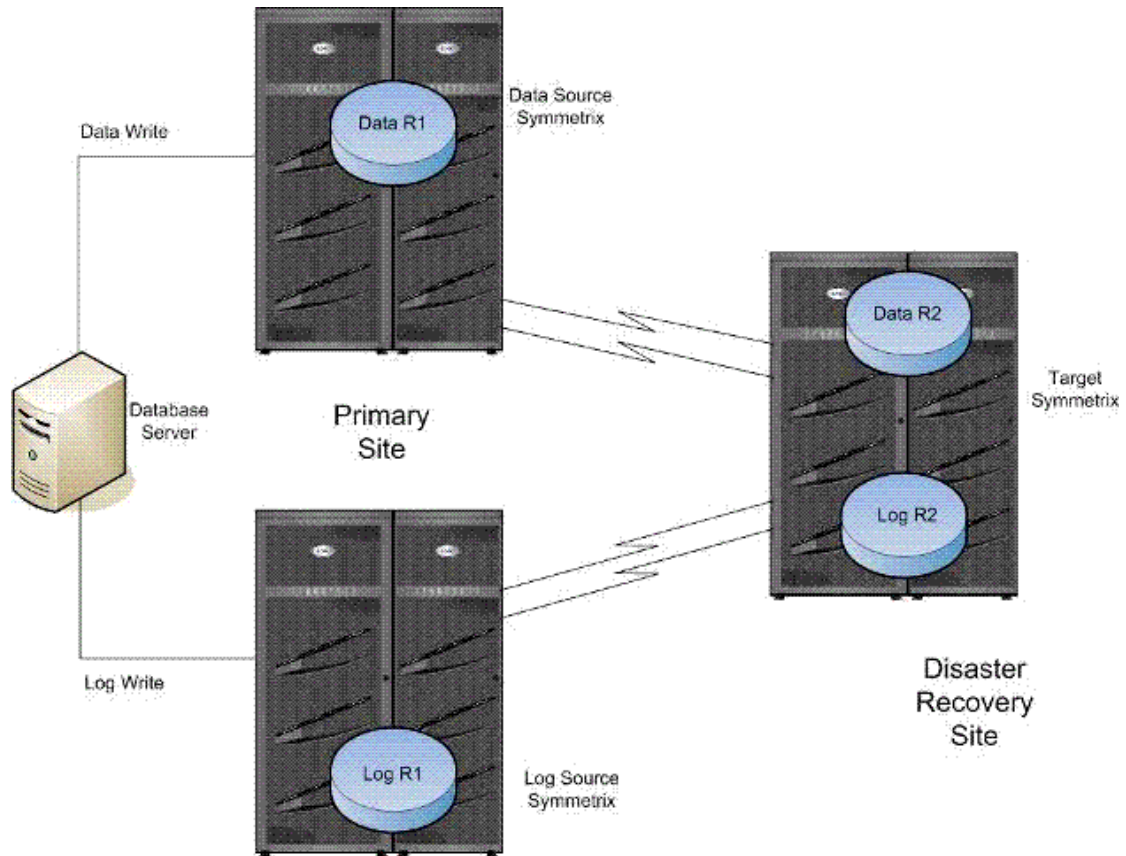 Data Write
Data R1
Data Source
Symmetrix
Data R2
Target
Symmetrix
Database
Server
Primary
Site
Log R2
Log Write
Log R1
Log Source
Symmetrix
Disaster
Recovery
Site